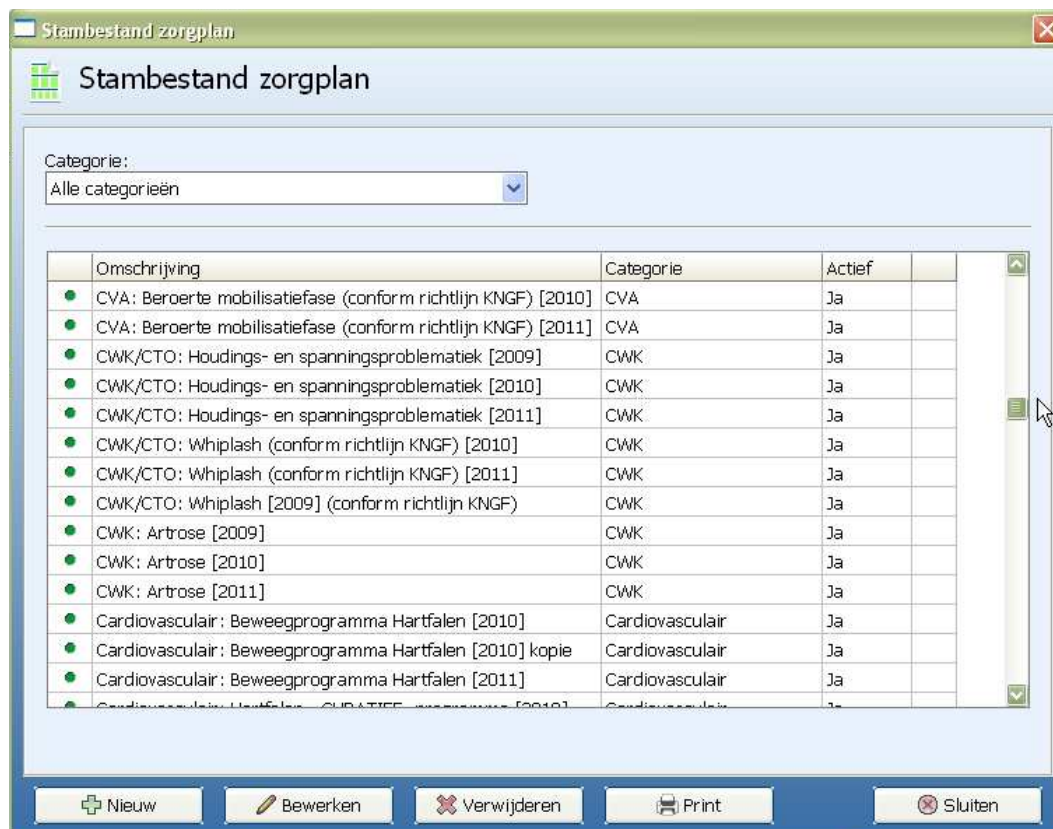 Stambestand zorgplan
Stambestand zorgplan
Categorie:
Alle categorieën
Omschrijving Categorie Actief
CVA: Beroerte mobilisatiefase (conform richtlijn KNGF) [2010] CVA Ja
CVA: Beroerte mobilisatiefase (conform richtlijn KNGF) [2011] CVA Ja
CWK/CTO: Houdings- en spanningsproblematiek [2009] CWK Ja
CWK/CTO: Houdings- en spanningsproblematiek [2010] CWK Ja
CWK/CTO: Houdings- en spanningsproblematiek [2011] CWK Ja
CWK/CTO: Whiplash (conform richtlijn KNGF) [2010] CWK Ja
CWK/CTO: Whiplash (conform richtlijn KNGF) [2011] CWK Ja
CWK/CTO: Whiplash [2009] (conform richtlijn KNGF) CWK Ja
CWK: Artrose [2009] CWK Ja
CWK: Artrose [2010] CWK Ja
CWK: Artrose [2011] CWK Ja
Cardiovasculair: Beweegprogramma Hartfalen [2010] Cardiovasculair Ja
Cardiovasculair: Beweegprogramma Hartfalen [2010] kopie Cardiovasculair Ja
Cardiovasculair: Beweegprogramma Hartfalen [2011] Cardiovasculair Ja
Nieuw Bewerken Verwijderen Print Sluiten